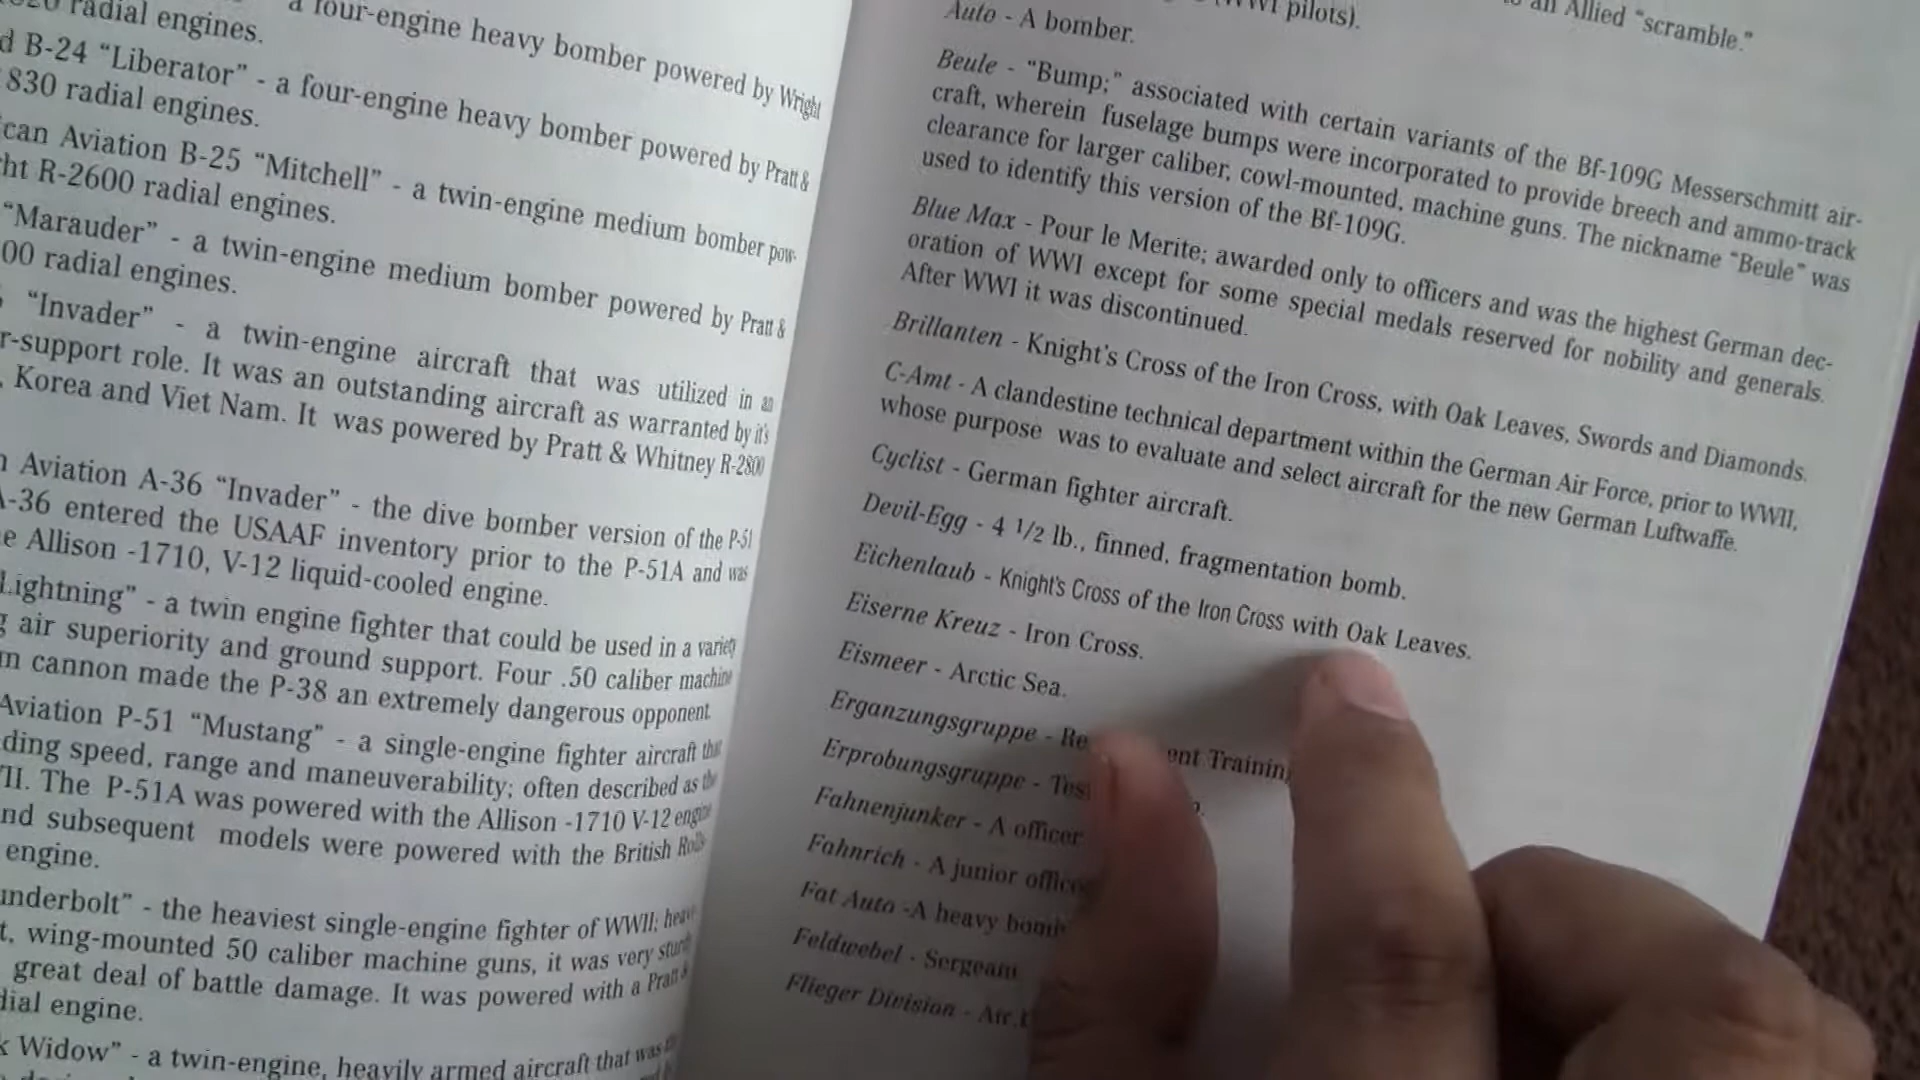 radial engines.
a four-engine heavy bomber powered by Wright
B-24 “Liberator” - a four-engine heavy bomber powered by Pratt &
830 radial engines.
can Aviation B-25 “Mitchell” - a twin-engine medium bomber pow-
ht R-2600 radial engines.
“Marauder” - a twin-engine medium bomber powered by Pratt &
00 radial engines.
“Invader” - a twin-engine aircraft that was utilized in an
r-support role. It was an outstanding aircraft as warranted by it's
, Korea and Viet Nam. It was powered by Pratt & Whitney R-2800
n Aviation A-36 “Invader” - the dive bomber version of the P-51
A-36 entered the USAAF inventory prior to the P-51A and was
e Allison -1710, V-12 liquid-cooled engine.
Lightning” - a twin engine fighter that could be used in a variety
g air superiority and ground support. Four .50 caliber machine
m cannon made the P-38 an extremely dangerous opponent.
Aviation P-51 “Mustang” - a single-engine fighter aircraft
ding speed, range and maneuverability; often described as the
II. The P-51A was powered with the Allison -1710 V-12 engine
nd subsequent models were powered with the British Rolls
engine.
underbolt” - the heaviest single-engine fighter of WWII; heav
t, wing-mounted 50 caliber machine guns, it was very sturd
great deal of battle damage. It was powered with a Pratt &
dial engine.
k Widow” - a twin-engine, heavily armed aircraft that was
an Allied “scramble.”
(WWI pilots).
Auto - A bomber.
Beule - “Bump;” associated with certain variants of the Bf-109G Messerschmitt air-
craft, wherein fuselage bumps were incorporated to provide breech and ammo-track
clearance for larger caliber, cowl-mounted, machine guns. The nickname “Beule” was
used to identify this version of the Bf-109G.
Blue Max - Pour le Merite; awarded only to officers and was the highest German dec-
oration of WWI except for some special medals reserved for nobility and generals.
After WWI it was discontinued.
Brillanten - Knight's Cross of the Iron Cross, with Oak Leaves, Swords and Diamonds.
C-Amt - A clandestine technical department within the German Air Force, prior to WWII,
whose purpose was to evaluate and select aircraft for the new German Luftwaffe.
Cyclist - German fighter aircraft.
Devil-Egg - 4 1/2 lb., finned, fragmentation bomb.
Eichenlaub - Knight's Cross of the Iron Cross with Oak Leaves.
Eiserne Kreuz - Iron Cross.
Eismeer - Arctic Sea.
Erganzungsgruppe - Re ent Training
Erprobungsgruppe - Tes
Fahnenjunker - A officer
Fahnrich - A junior office
Fat Auto -A heavy bomb
Feldwebel - Sergeant
Flieger Division - Air